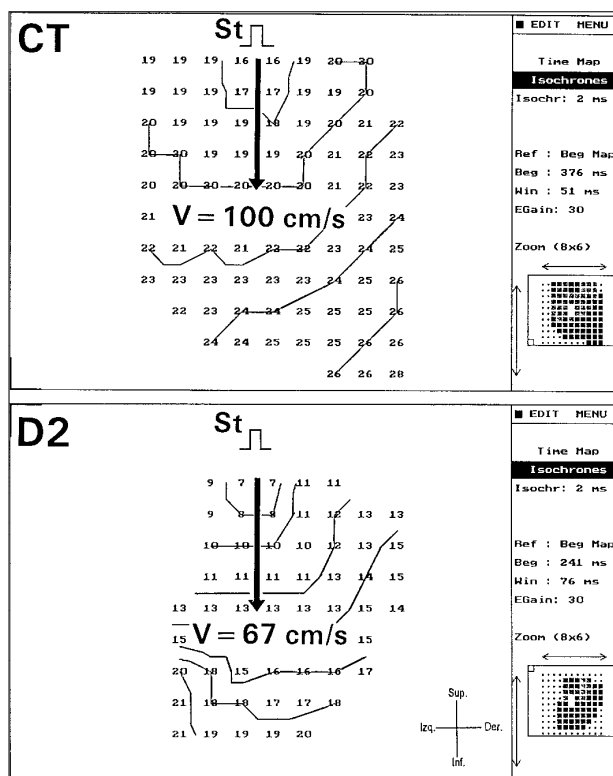 CT
St
19 19 19 16 16 19 20 20
19 19 19 17 17 19 19 20
20 19 19 19 18 19 20 21 22
20 20 19 19 19 20 21 22 23
20 20 20 20 20 20 21 22 23
21 V = 100 cm/s 23 24
22 21 22 21 22 22 23 24 25
23 23 23 23 23 23 24 25 26
22 23 24 24 25 25 25 26
24 24 25 25 25 26 26
26 26 28
EDIT MENU
Time Map
Isochrones
Isochr: 2 ms
Ref : Beg Map
Beg : 376 ms
Win : 51 ms
EGain: 30
Zoom (8x6)
D2
St
9 7 7 11 11
9 8 8 11 12 13 13
10 10 10 10 12 13 15
11 11 11 11 13 14 15
13 13 13 13 13 13 15 14
15 V = 67 cm/s 15
20 18 15 16 16 16 17
21 18 18 17 17 18
21 19 19 19 20
Sup.
Izq. Der.
Inf.
EDIT MENU
Time Map
Isochrones
Isochr: 2 ms
Ref : Beg Map
Beg : 241 ms
Win : 76 ms
EGain: 30
Zoom (8x6)